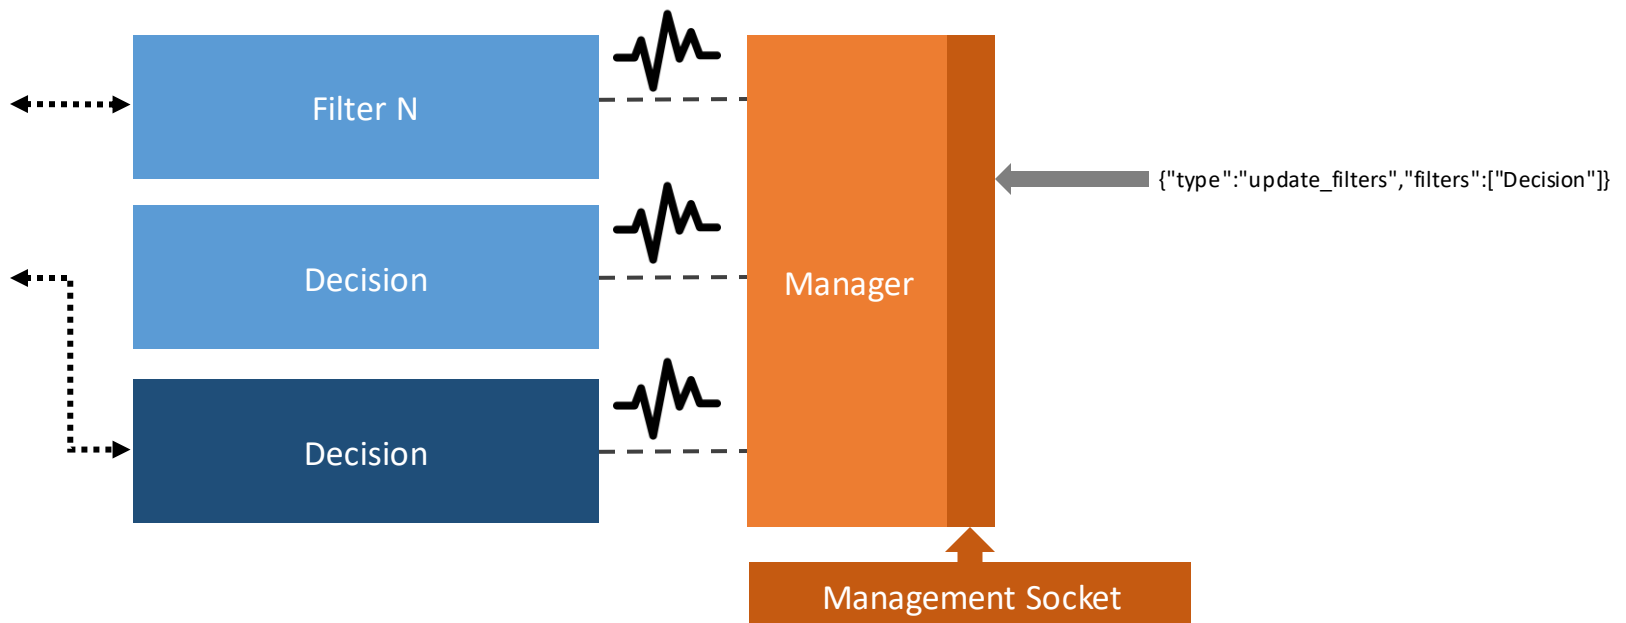 Filter N
{"type":"update_filters","filters":["Decision"]}
Decision
Manager
Decision
Management Socket